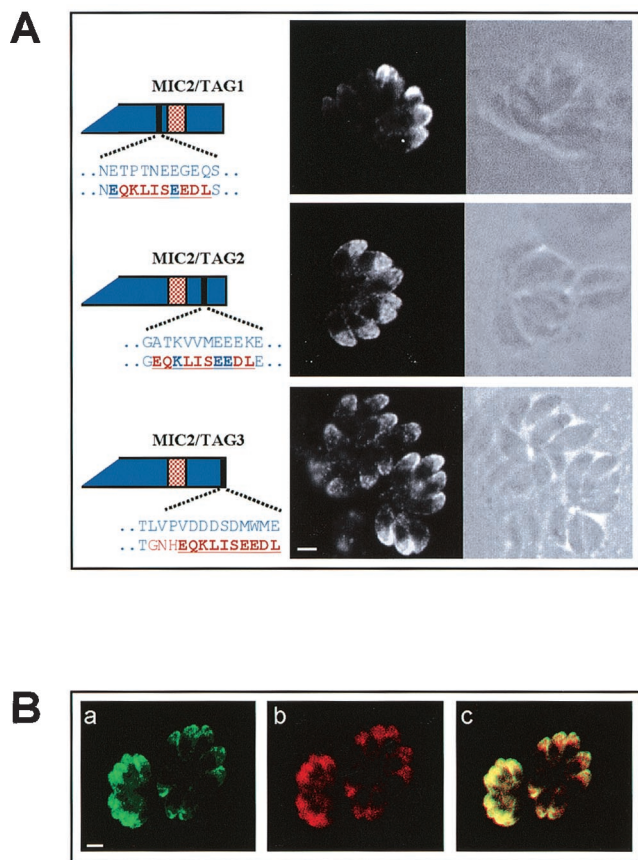 A
MIC2/TAG1
..NETPTNEEGEQS..
..NEQKLISEEDLS..
MIC2/TAG2
..GATKVVMEEEKE..
..GEQKLISEEDLE..
MIC2/TAG3
..TLVPVDDDSDMWME
..TGNHEQKLISEEDL
B
a b c